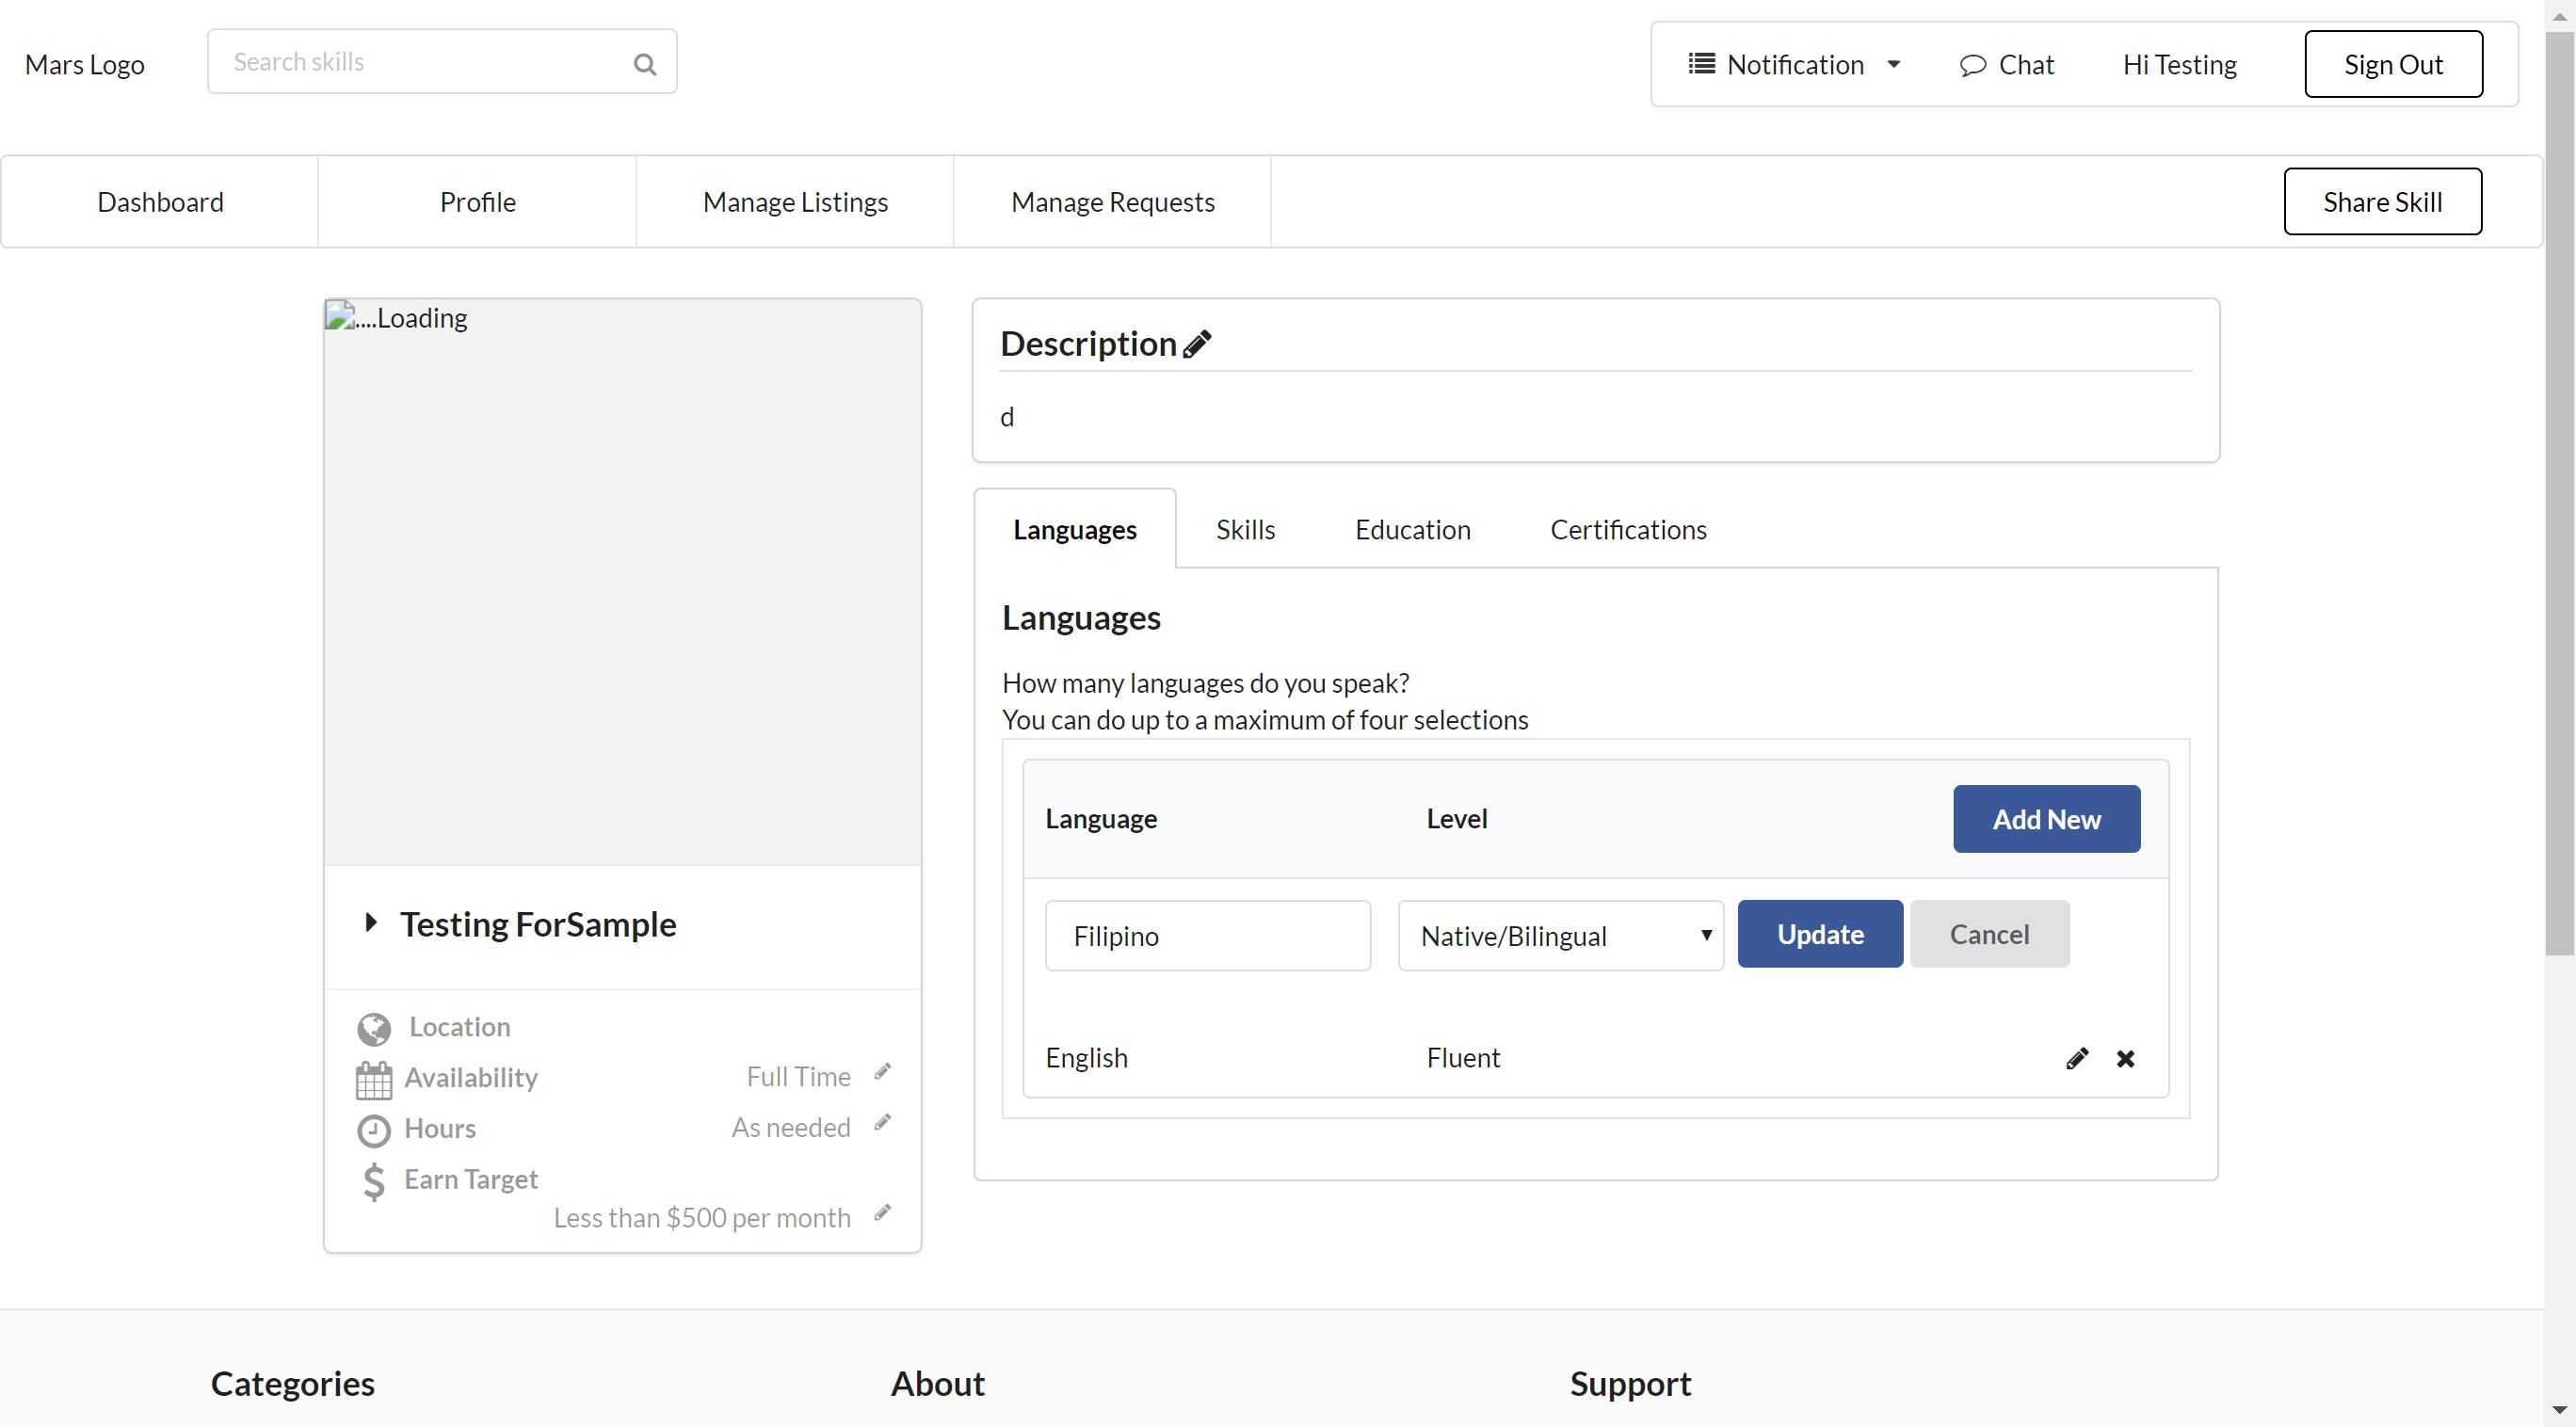 Mars Logo
Search skills
Notification
Chat
Hi Testing
Sign Out
Dashboard
Profile
Manage Listings
Manage Requests
Share Skill
....Loading
Testing ForSample
Location
Availability
Full Time
Hours
As needed
Earn Target
Less than $500 per month
Description
d
Languages
Skills
Education
Certifications
Languages
How many languages do you speak?
You can do up to a maximum of four selections
Language
Level
Add New
Filipino
Native/Bilingual
Update
Cancel
English
Fluent
Categories
About
Support